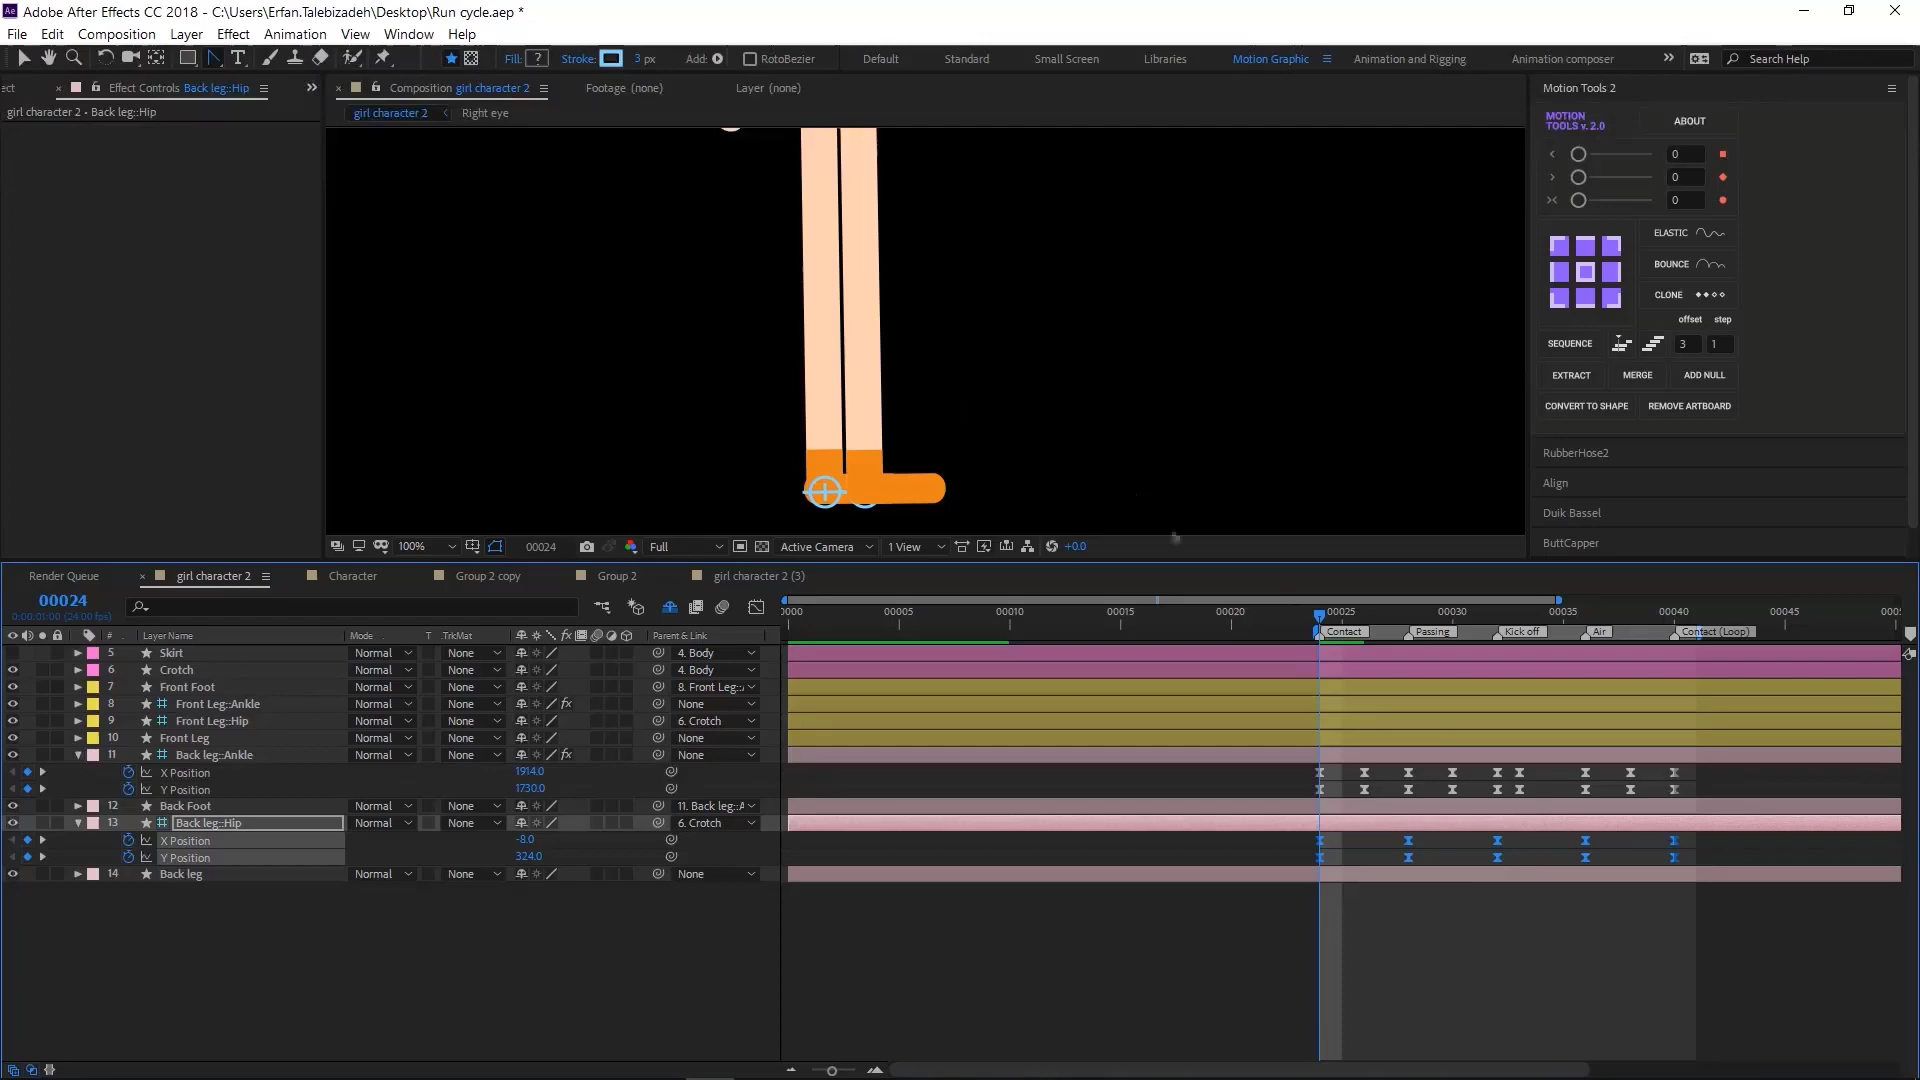 Adobe After Effects CC 2018 - C:\Users\Erfan.Talebizadeh\Desktop\Run cycle.aep *
File Edit Composition Layer Effect Animation View Window Help
Fill: ? Stroke: 3 px Add: RotoBezier Default Standard Small Screen Libraries Motion Graphic Animation and Rigging Animation composer Search Help
ect × Effect Controls Back leg::Hip × Composition girl character 2 Footage (none) Layer (none) Motion Tools 2
girl character 2 • Back leg::Hip girl character 2 Right eye
MOTION TOOLS v. 2.0 ABOUT
0
0
0
ELASTIC
BOUNCE
CLONE
offset step
SEQUENCE 3 1
EXTRACT MERGE ADD NULL
CONVERT TO SHAPE REMOVE ARTBOARD
RubberHose2
Align
Duik Bassel
ButtCapper
100% 00024 Full Active Camera 1 View +0.0
Render Queue × girl character 2 Character Group 2 copy Group 2 girl character 2 (3)
00024
0:00:01:00 (24.00 fps)
0000 00005 00010 00015 00020 00025 00030 00035 00040 00045 000
# Layer Name Mode T .TrkMat Parent & Link Contact Passing Kick off Air Contact (Loop)
5 Skirt Normal None 4. Body
6 Crotch Normal None 4. Body
7 Front Foot Normal None 8. Front Leg::
8 Front Leg::Ankle Normal None fx None
9 Front Leg::Hip Normal None 6. Crotch
10 Front Leg Normal None None
11 Back leg::Ankle Normal None fx None
X Position 1914.0
Y Position 1730.0
12 Back Foot Normal None 11. Back leg::A
13 Back leg::Hip Normal None 6. Crotch
X Position -8.0
Y Position 324.0
14 Back leg Normal None None